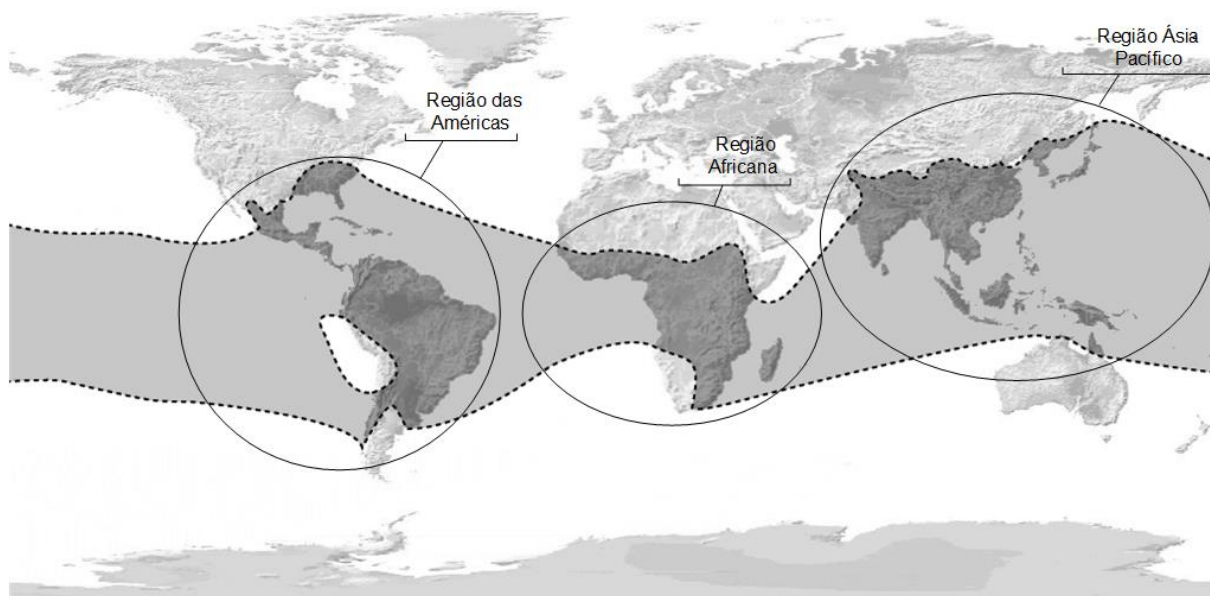 Região das
Américas
Região
Africana
Região Ásia
Pacífico